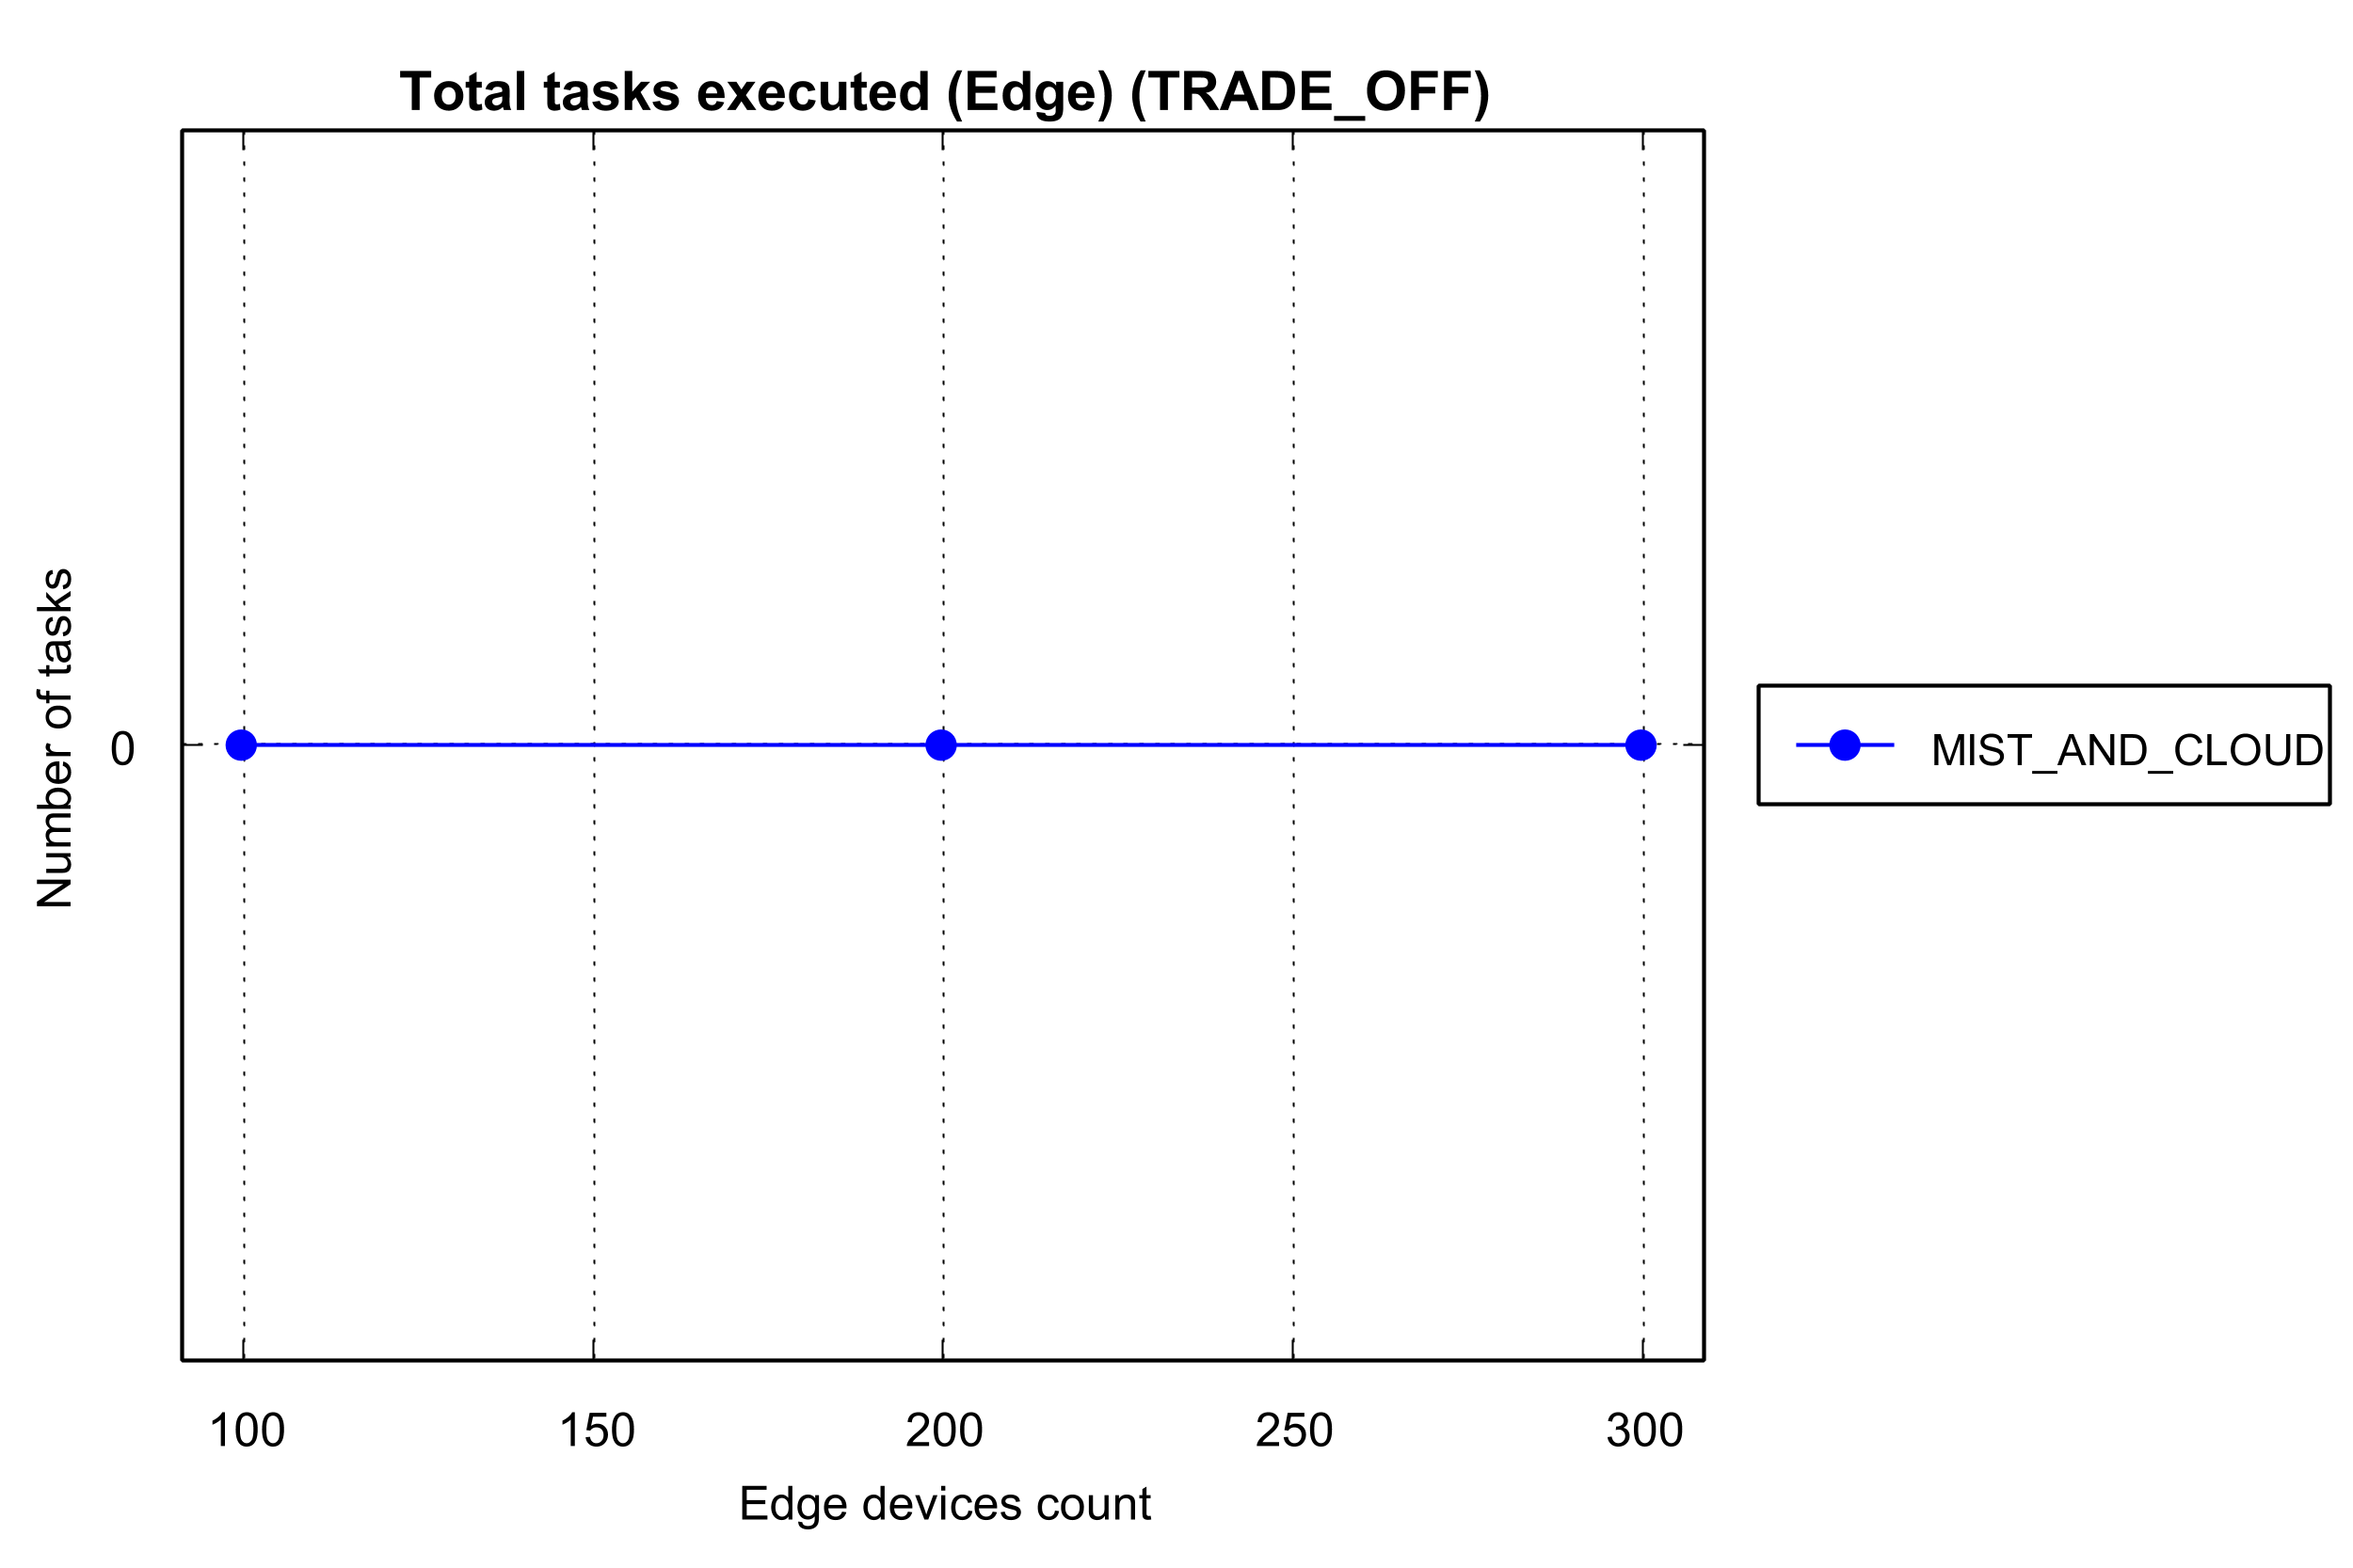 Total tasks executed (Edge) (TRADE_OFF)
Number of tasks
0
MIST_AND_CLOUD
100 150 200 250 300
Edge devices count